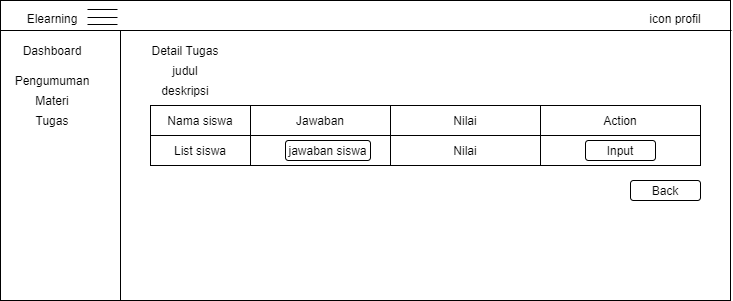 Elearning
icon profil
Dashboard
Pengumuman
Materi
Tugas
Detail Tugas
judul
deskripsi
Nama siswa Jawaban Nilai Action
List siswa jawaban siswa Nilai Input
Back